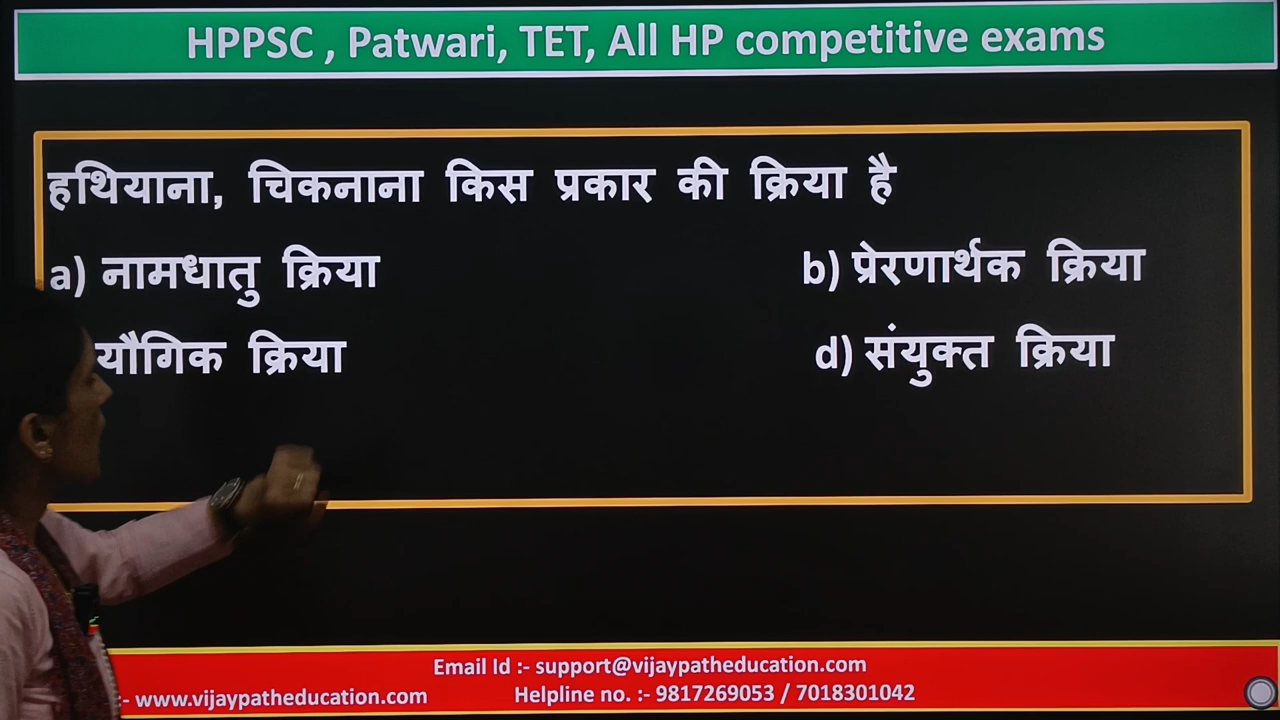 HPPSC , Patwari, TET, All HP competitive exams
हथियाना, चिकनाना किस प्रकार की क्रिया है
a) नामधातु क्रिया b) प्रेरणार्थक क्रिया
यौगिक क्रिया d) संयुक्त क्रिया
Email Id :- support@vijaypatheducation.com
:- www.vijaypatheducation.com Helpline no. :- 9817269053 / 7018301042